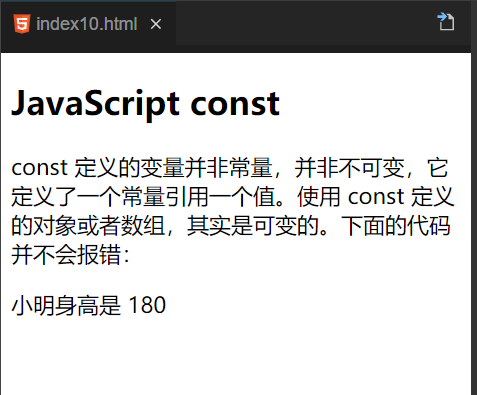 index10.html
JavaScript const
const 定义的变量并非常量，并非不可变，它
定义了一个常量引用一个值。使用 const 定义
的对象或者数组，其实是可变的。下面的代码
并不会报错：
小明身高是 180